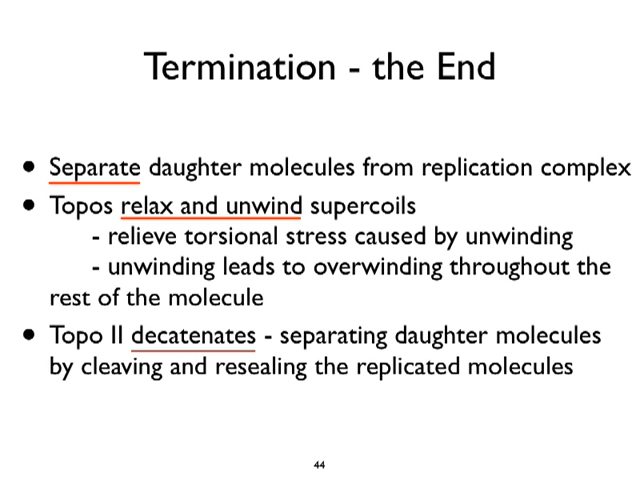 Termination - the End
• Separate daughter molecules from replication complex
• Topos relax and unwind supercoils
- relieve torsional stress caused by unwinding
- unwinding leads to overwinding throughout the
rest of the molecule
• Topo II decatenates - separating daughter molecules
by cleaving and resealing the replicated molecules
44